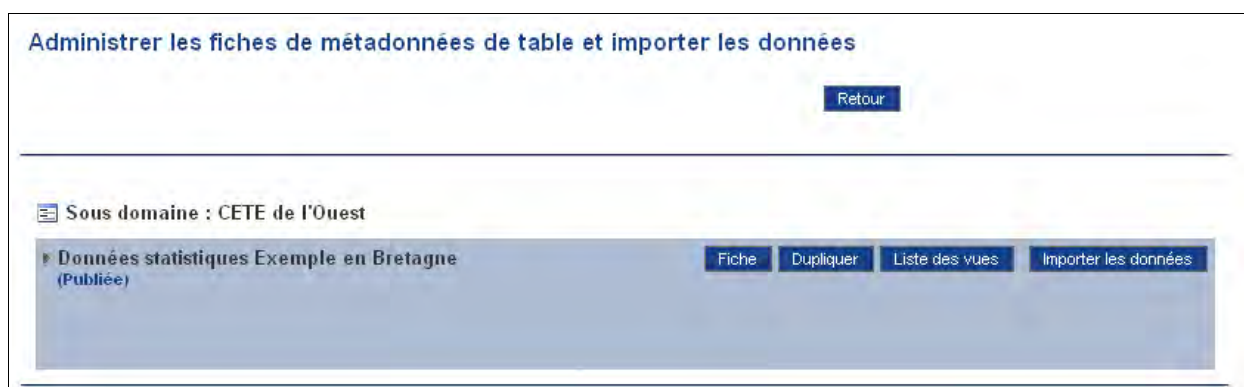 Administrer les fiches de métadonnées de table et importer les données
Retour
Sous domaine : CETE de l'Ouest
Données statistiques Exemple en Bretagne
Fiche Dupliquer Liste des vues Importer les données
(Publiée)